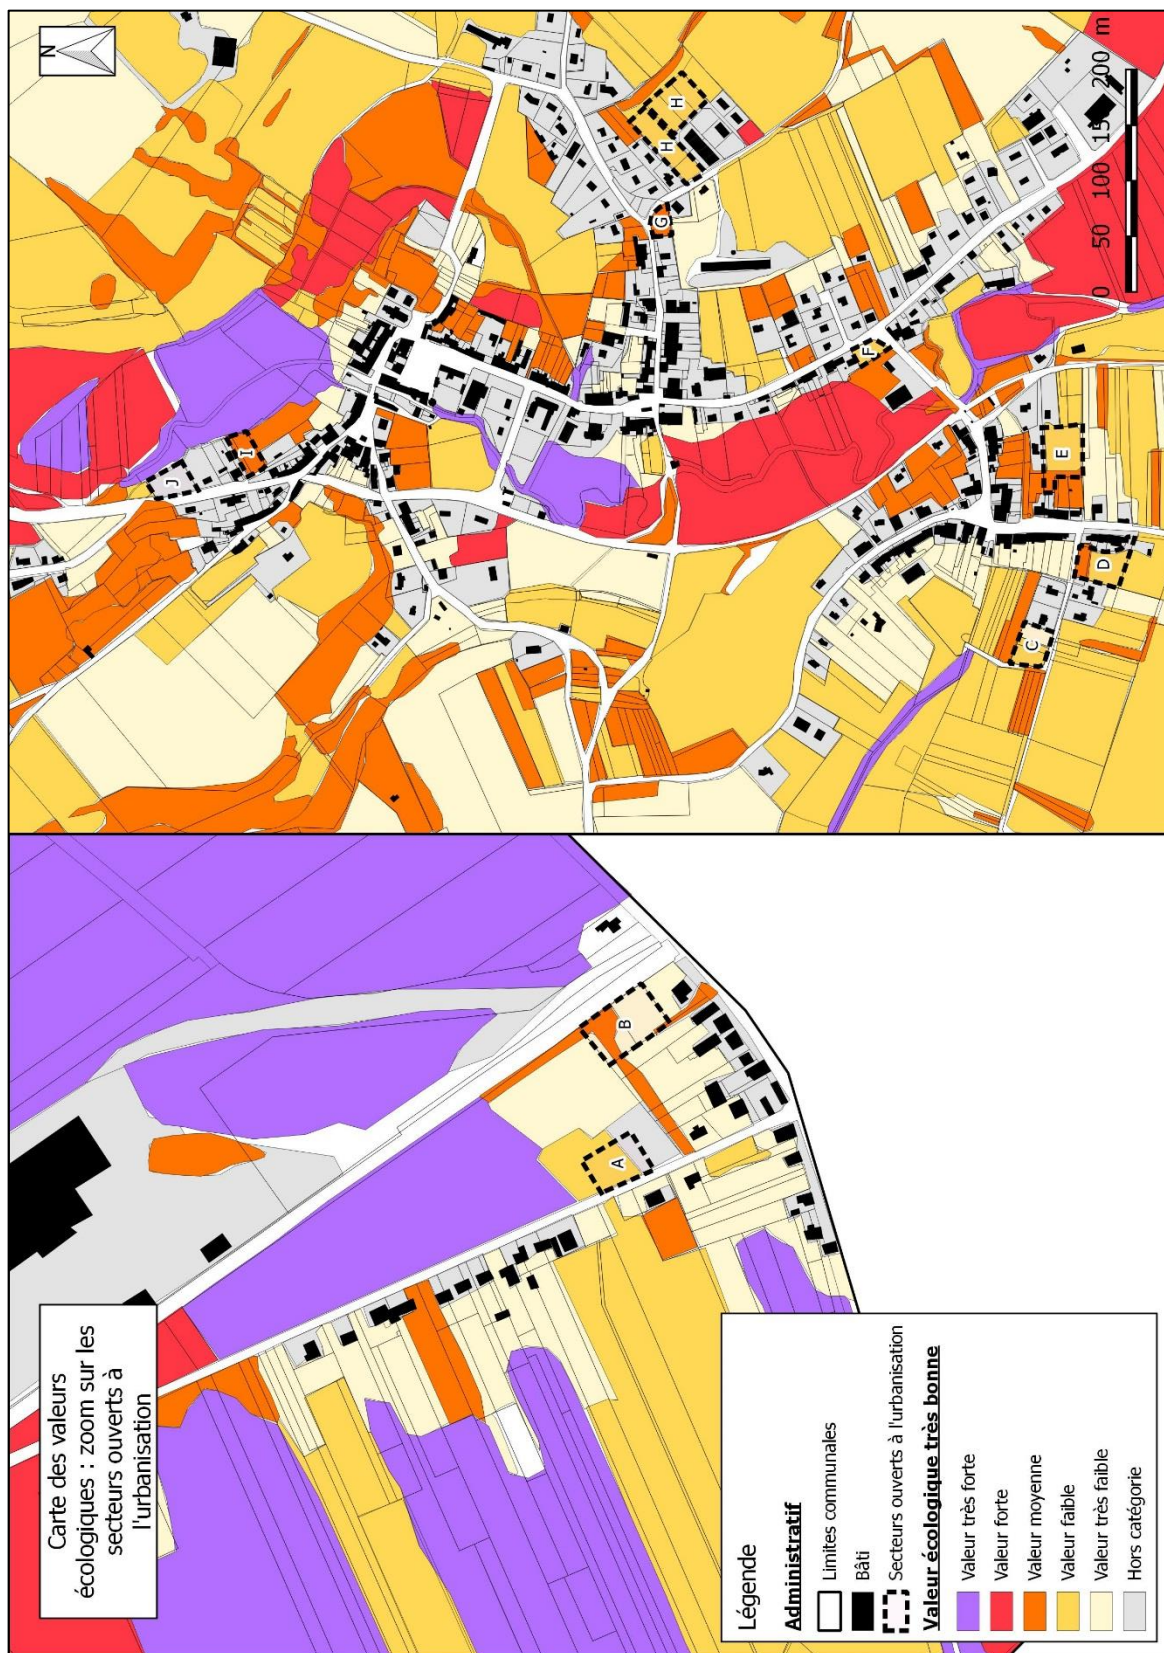 Carte des valeurs
écologiques : zoom sur les
secteurs ouverts à
l'urbanisation
Légende
Administratif
Limites communales
Bâti
Secteurs ouverts à l'urbanisation
Valeur écologique très bonne
Valeur très forte
Valeur forte
Valeur moyenne
Valeur faible
Valeur très faible
Hors catégorie
A
B
N
J
I
H
H
G
F
E
D
C
0 50 100 150 200 m